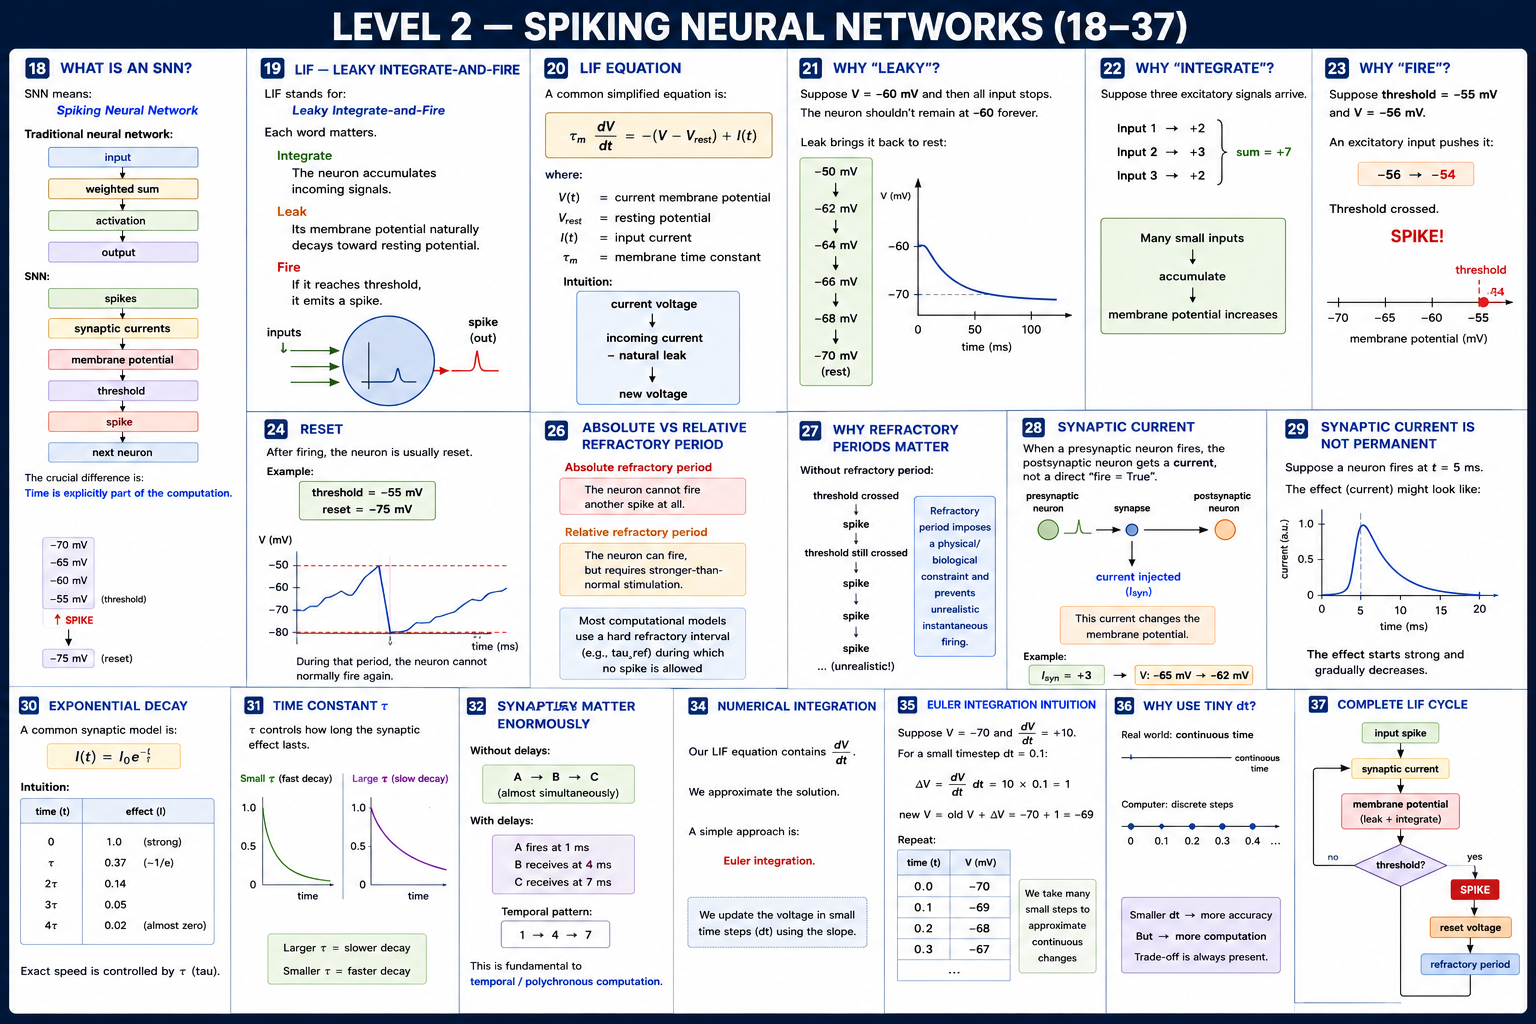 LEVEL 2 — SPIKING NEURAL NETWORKS (18–37)
18 WHAT IS AN SNN?
SNN means:
Spiking Neural Network
Traditional neural network:
input
weighted sum
activation
output
SNN:
spikes
synaptic currents
membrane potential
threshold
spike
next neuron
The crucial difference is:
Time is explicitly part of the computation.
−70 mV
−65 mV
−60 mV
−55 mV (threshold)
↑ SPIKE
−75 mV (reset)
19 LIF — LEAKY INTEGRATE-AND-FIRE
LIF stands for:
Leaky Integrate-and-Fire
Each word matters.
Integrate
The neuron accumulates
incoming signals.
Leak
Its membrane potential naturally
decays toward resting potential.
Fire
If it reaches threshold,
it emits a spike.
inputs
spike
(out)
20 LIF EQUATION
A common simplified equation is:
τm dV/dt = −(V − Vrest) + I(t)
where:
V(t) = current membrane potential
Vrest = resting potential
I(t) = input current
τm = membrane time constant
Intuition:
current voltage
incoming current
− natural leak
new voltage
21 WHY “LEAKY”?
Suppose V = −60 mV and then all input stops.
The neuron shouldn’t remain at −60 forever.
Leak brings it back to rest:
−50 mV
−62 mV
−64 mV
−66 mV
−68 mV
−70 mV
(rest)
V (mV)
−60
−70
0 50 100
time (ms)
22 WHY “INTEGRATE”?
Suppose three excitatory signals arrive.
Input 1 → +2
Input 2 → +3
Input 3 → +2
sum = +7
Many small inputs
accumulate
membrane potential increases
23 WHY “FIRE”?
Suppose threshold = −55 mV
and V = −56 mV.
An excitatory input pushes it:
−56 → −54
Threshold crossed.
SPIKE!
threshold
−70 −65 −60 −55
membrane potential (mV)
24 RESET
After firing, the neuron is usually reset.
Example:
threshold = −55 mV
reset = −75 mV
V (mV)
−50
−60
−70
−80
time (ms)
During that period, the neuron cannot
normally fire again.
26 ABSOLUTE VS RELATIVE
REFRACTORY PERIOD
Absolute refractory period
The neuron cannot fire
another spike at all.
Relative refractory period
The neuron can fire,
but requires stronger-than-
normal stimulation.
Most computational models
use a hard refractory interval
(e.g., tau_ref) during which
no spike is allowed
27 WHY REFRACTORY
PERIODS MATTER
Without refractory period:
threshold crossed
spike
threshold still crossed
spike
spike
spike
... (unrealistic!)
Refractory
period imposes
a physical/
biological
constraint and
prevents
unrealistic
instantaneous
firing.
28 SYNAPTIC CURRENT
When a presynaptic neuron fires, the
postsynaptic neuron gets a current,
not a direct “fire = True”.
presynaptic
neuron
synapse
postsynaptic
neuron
current injected
(Isyn)
This current changes the
membrane potential.
Example:
Isyn = +3 → V: −65 mV → −62 mV
29 SYNAPTIC CURRENT IS
NOT PERMANENT
Suppose a neuron fires at t = 5 ms.
The effect (current) might look like:
current (a.u.)
1.0
0.5
0
0 5 10 15 20
time (ms)
The effect starts strong and
gradually decreases.
30 EXPONENTIAL DECAY
A common synaptic model is:
I(t) = I0e^−t/τ
Intuition:
time (t) effect (I)
0 1.0 (strong)
τ 0.37 (~1/e)
2τ 0.14
3τ 0.05
4τ 0.02 (almost zero)
Exact speed is controlled by τ (tau).
31 TIME CONSTANT τ
τ controls how long the synaptic
effect lasts.
Small τ (fast decay)
1.0
0.5
0
time
Large τ (slow decay)
1.0
0.5
0
time
Larger τ = slower decay
Smaller τ = faster decay
32 MATTER
ENORMOUSLY
Without delays:
A → B → C
(almost simultaneously)
With delays:
A fires at 1 ms
B receives at 4 ms
C receives at 7 ms
Temporal pattern:
1 → 4 → 7
This is fundamental to
temporal / polychronous computation.
34 NUMERICAL INTEGRATION
Our LIF equation contains dV/dt.
We approximate the solution.
A simple approach is:
Euler integration.
We update the voltage in small
time steps (dt) using the slope.
35 EULER INTEGRATION INTUITION
Suppose V = −70 and dV/dt = +10.
For a small timestep dt = 0.1:
ΔV = dV/dt dt = 10 × 0.1 = 1
new V = old V + ΔV = −70 + 1 = −69
Repeat:
time (t) V (mV)
0.0 −70
0.1 −69
0.2 −68
0.3 −67
...
We take many
small steps to
approximate
continuous
changes
36 WHY USE TINY dt?
Real world: continuous time
continuous
time
Computer: discrete steps
0 0.1 0.2 0.3 0.4 ...
Smaller dt → more accuracy
But → more computation
Trade-off is always present.
37 COMPLETE LIF CYCLE
input spike
synaptic current
membrane potential
(leak + integrate)
threshold?
no
yes
SPIKE
reset voltage
refractory period